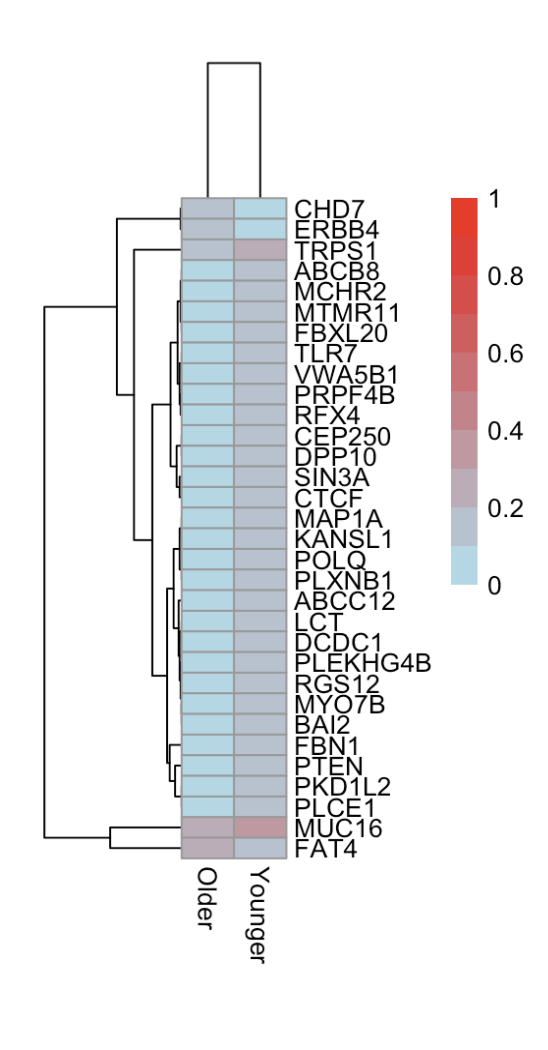 CHD7
ERBB4
TRPS1
ABCB8
MCHR2
MTMR11
FBXL20
TLR7
VWA5B1
PRPF4B
RFX4
CEP250
DPP10
SIN3A
CTCF
MAP1A
KANSL1
POLQ
PLXNB1
ABCC12
LCT
DCDC1
PLEKHG4B
RGS12
MYO7B
BAI2
FBN1
PTEN
PKD1L2
PLCE1
MUC16
FAT4
Older
Younger
1
0.8
0.6
0.4
0.2
0